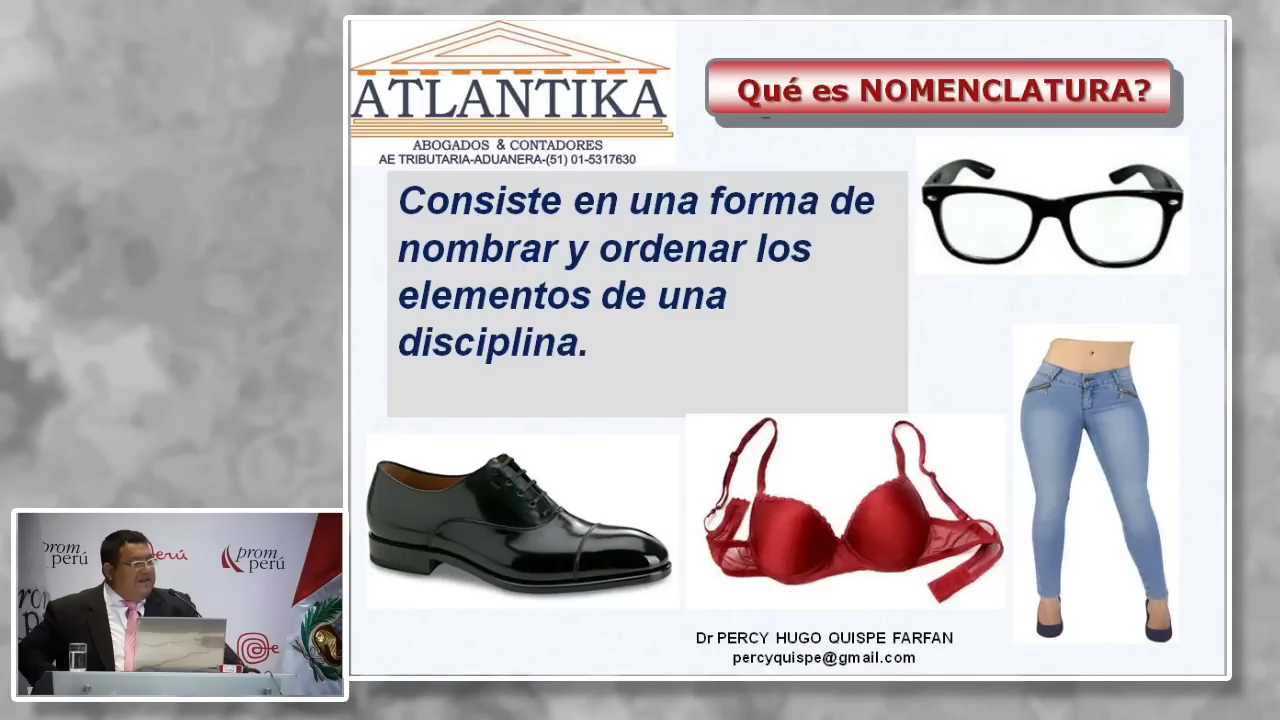 ATLANTIKA
ABOGADOS & CONTADORES
AE TRIBUTARIA-ADUANERA-(51) 01-5317630
Qué es NOMENCLATURA?
Consiste en una forma de
nombrar y ordenar los
elementos de una
disciplina.
Dr PERCY HUGO QUISPE FARFAN
percyquispe@gmail.com
prom
perú
prom
perú